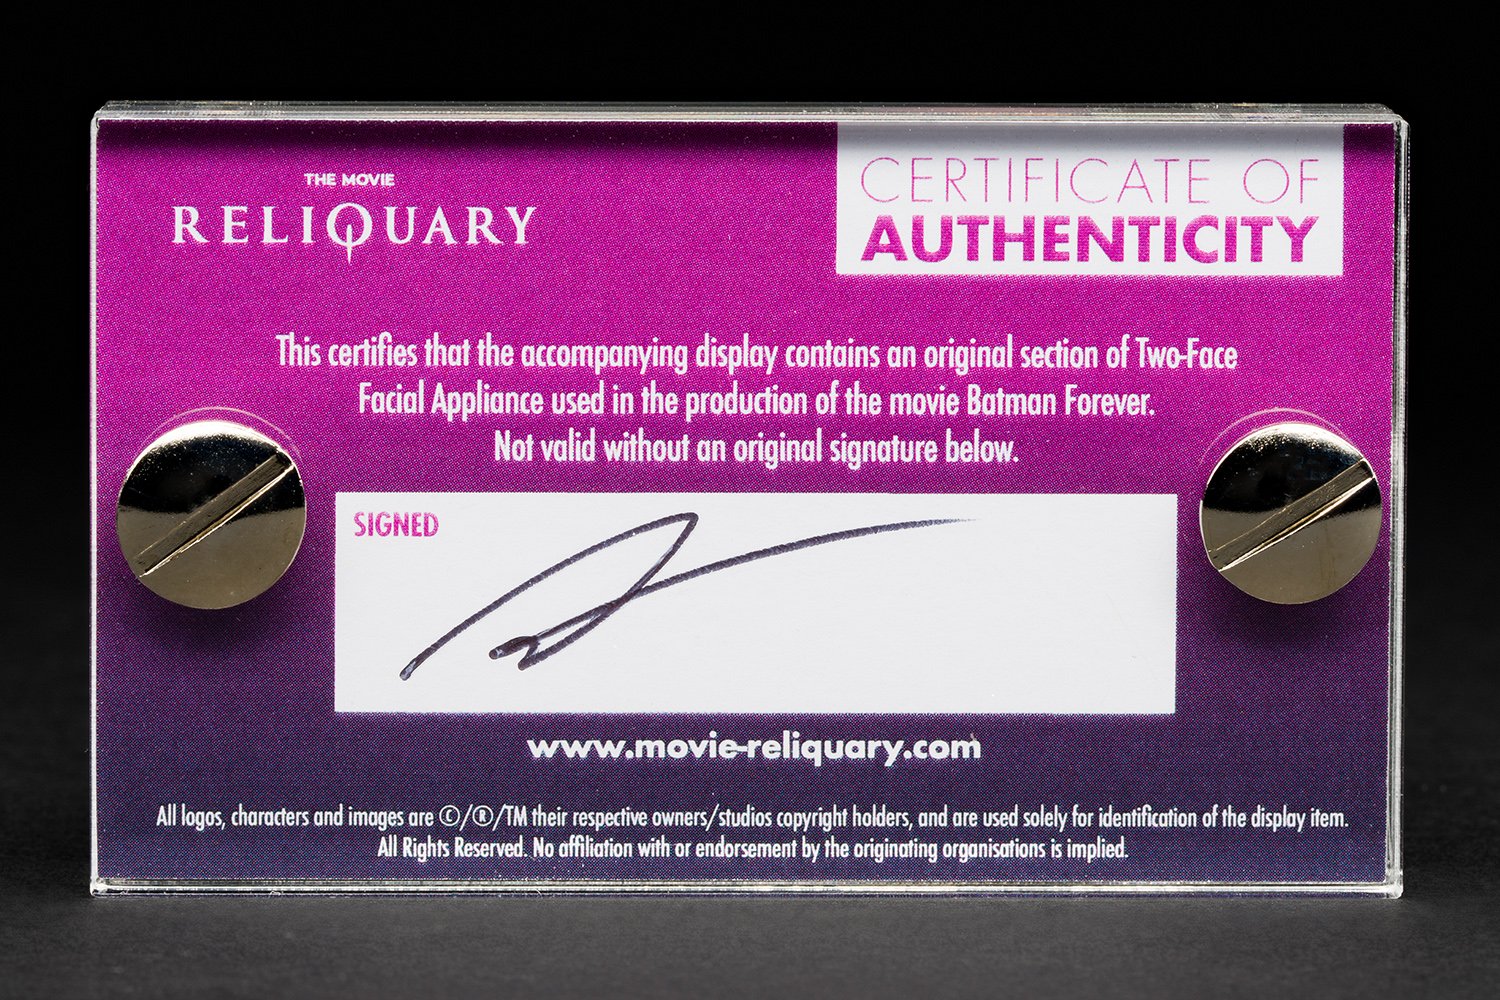 THE MOVIE
RELIQUARY
CERTIFICATE OF
AUTHENTICITY
This certifies that the accompanying display contains an original section of Two-Face
Facial Appliance used in the production of the movie Batman Forever.
Not valid without an original signature below.
SIGNED
www.movie-reliquary.com
All logos, characters and images are ©/®/TM their respective owners/studios copyright holders, and are used solely for identification of the display item.
All Rights Reserved. No affiliation with or endorsement by the originating organisations is implied.